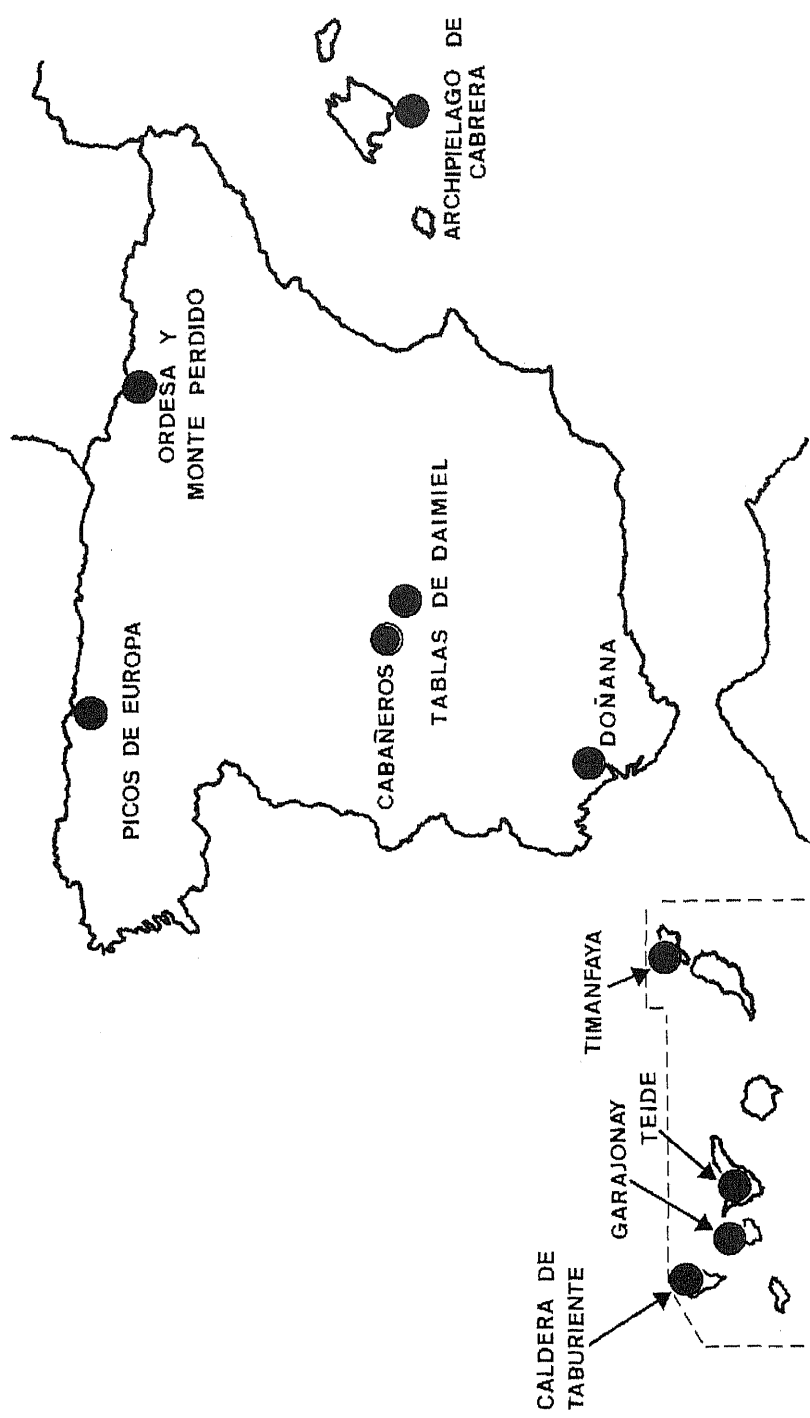 PICOS DE EUROPA
ORDESA Y
MONTE PERDIDO
ARCHIPIELAGO DE
CABRERA
CABAÑEROS
TABLAS DE DAIMIEL
DOÑANA
TIMANFAYA
TEIDE
GARAJONAY
CALDERA DE
TABURIENTE